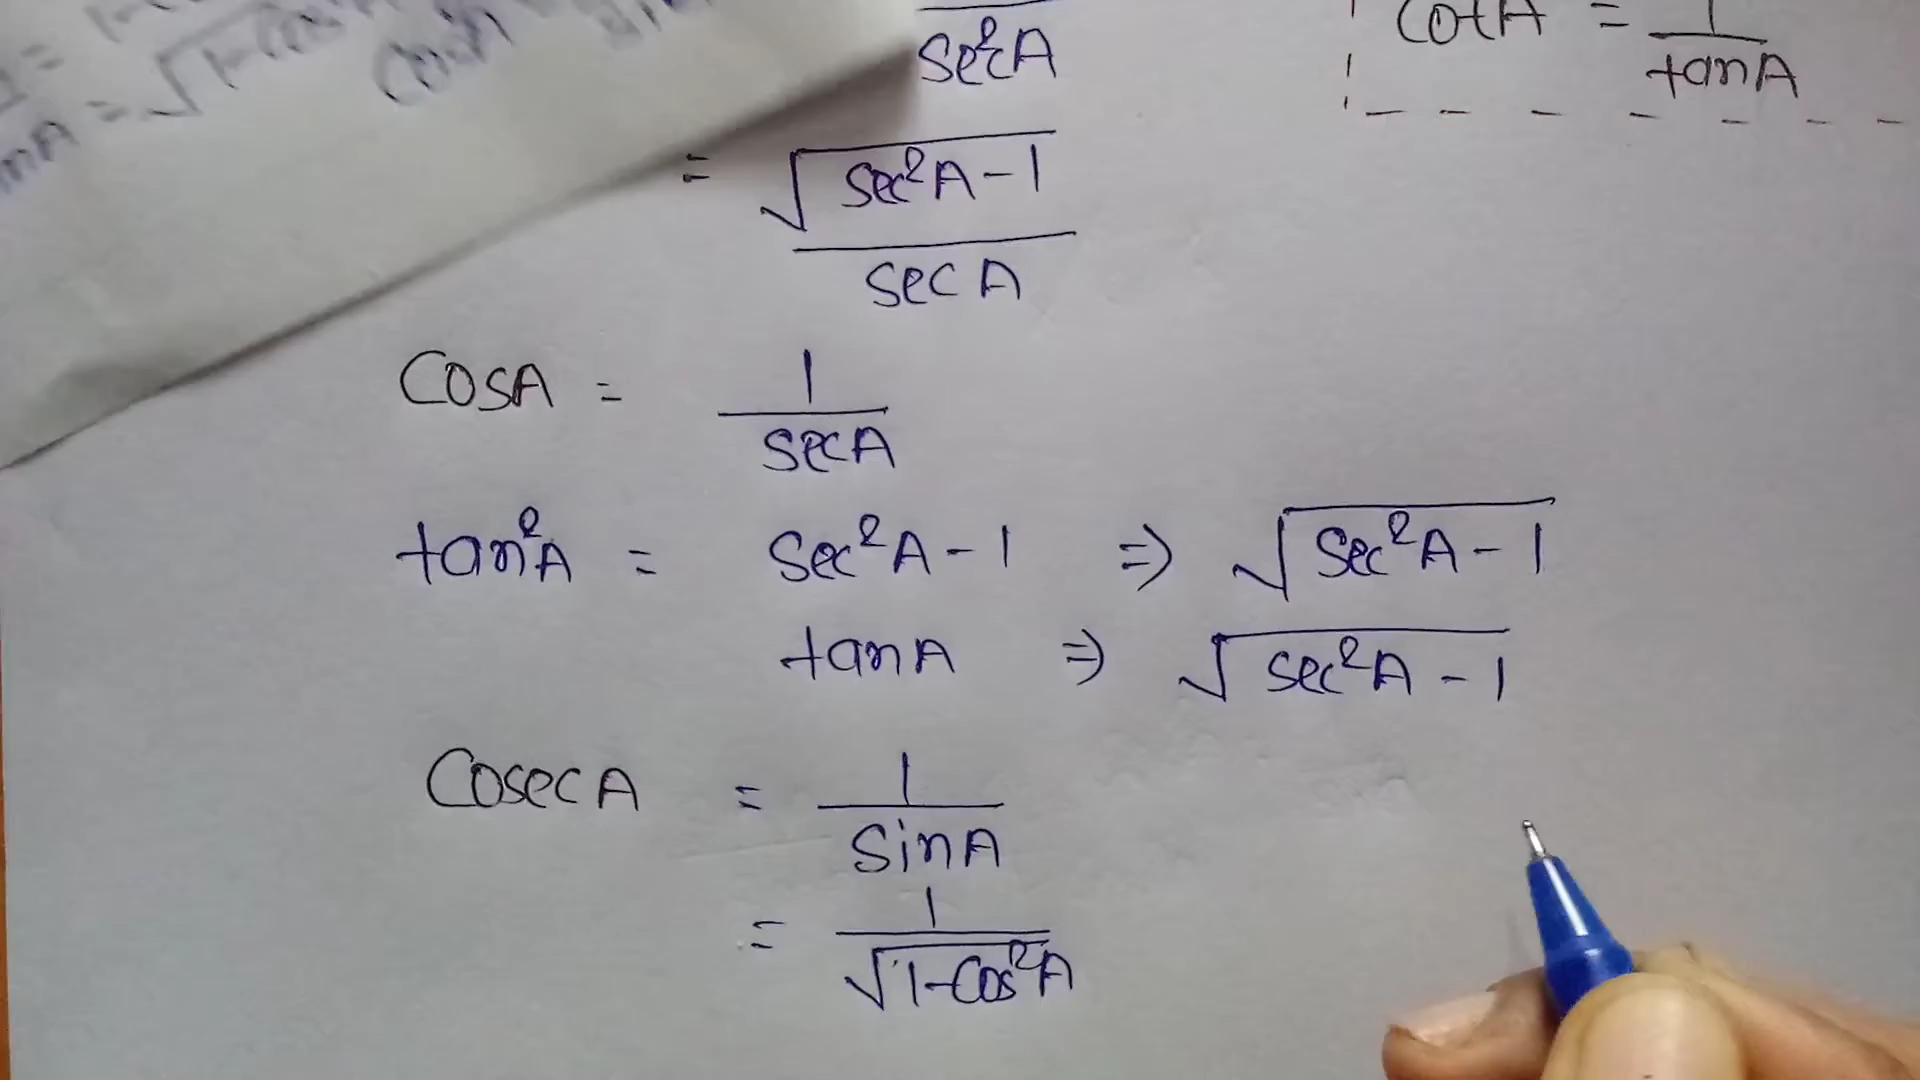 cotA = 1/tanA
sec²A
= √(sec²A - 1)/sec A
COSA = 1/secA
tan²A = sec²A - 1 ⇒ √(sec²A - 1)
tanA ⇒ √(sec²A - 1)
CosecA = 1/sinA
= 1/√(1-cos²A)